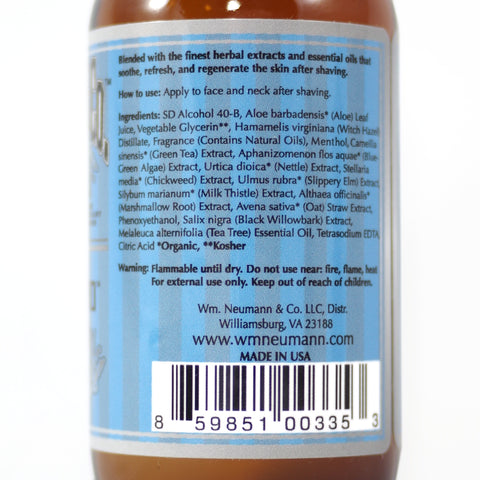 Blended with the finest herbal extracts and essential oils that
soothe, refresh, and regenerate the skin after shaving.
How to use: Apply to face and neck after shaving.
Ingredients: SD Alcohol 40-B, Aloe barbadensis* (Aloe) Leaf
Juice, Vegetable Glycerin**, Hamamelis virginiana (Witch Hazel)
Distillate, Fragrance (Contains Natural Oils), Menthol, Camellia
sinensis* (Green Tea) Extract, Aphanizomenon flos aquae* (Blue-
Green Algae) Extract, Urtica dioica* (Nettle) Extract, Stellaria
media* (Chickweed) Extract, Ulmus rubra* (Slippery Elm) Extract,
Silybum marianum* (Milk Thistle) Extract, Althaea officinalis*
(Marshmallow Root) Extract, Avena sativa* (Oat) Straw Extract,
Phenoxyethanol, Salix nigra (Black Willowbark) Extract,
Melaleuca alternifolia (Tea Tree) Essential Oil, Tetrasodium EDTA,
Citric Acid *Organic, **Kosher
Warning: Flammable until dry. Do not use near: fire, flame, heat
For external use only. Keep out of reach of children.
Wm. Neumann & Co. LLC, Distr.
Williamsburg, VA 23188
www.wmneumann.com
MADE IN USA
8 59851 00335 3